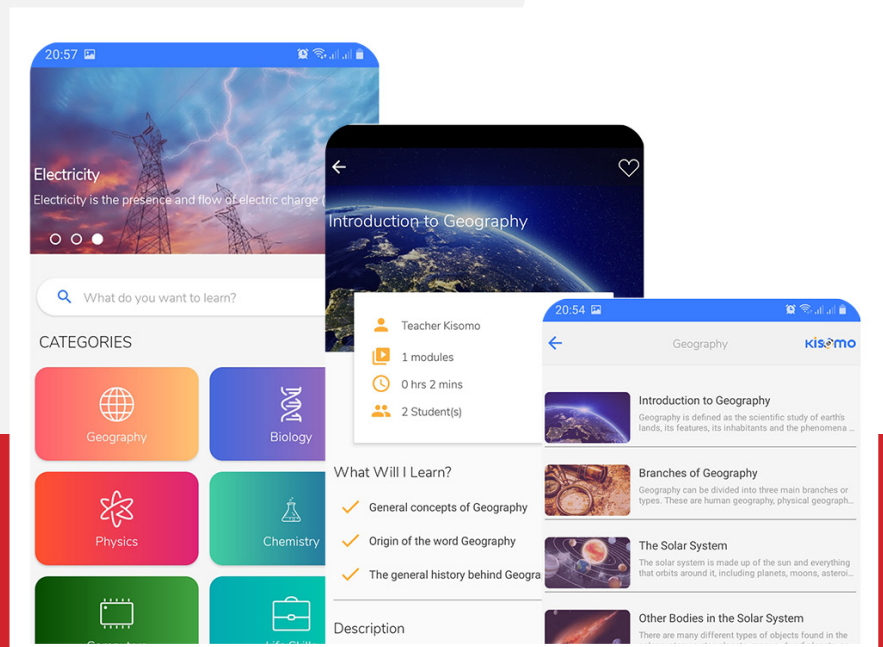 20:57
Electricity
Electricity is the presence and flow of electric charge (
What do you want to learn?
CATEGORIES
Geography
Biology
Physics
Chemistry
Life Skills
Introduction to Geography
Teacher Kisomo
1 modules
0 hrs 2 mins
2 Student(s)
What Will I Learn?
General concepts of Geography
Origin of the word Geography
The general history behind Geogra
Description
20:54
Geography
Kisomo
Introduction to Geography
Geography is defined as the scientific study of earth's
lands, its features, its inhabitants and the phenomena ...
Branches of Geography
Geography can be divided into three main branches or
types. These are human geography, physical geograph...
The Solar System
The solar system is made up of the sun and everything
that orbits around it, including planets, moons, asteroi...
Other Bodies in the Solar System
There are many different types of objects found in the